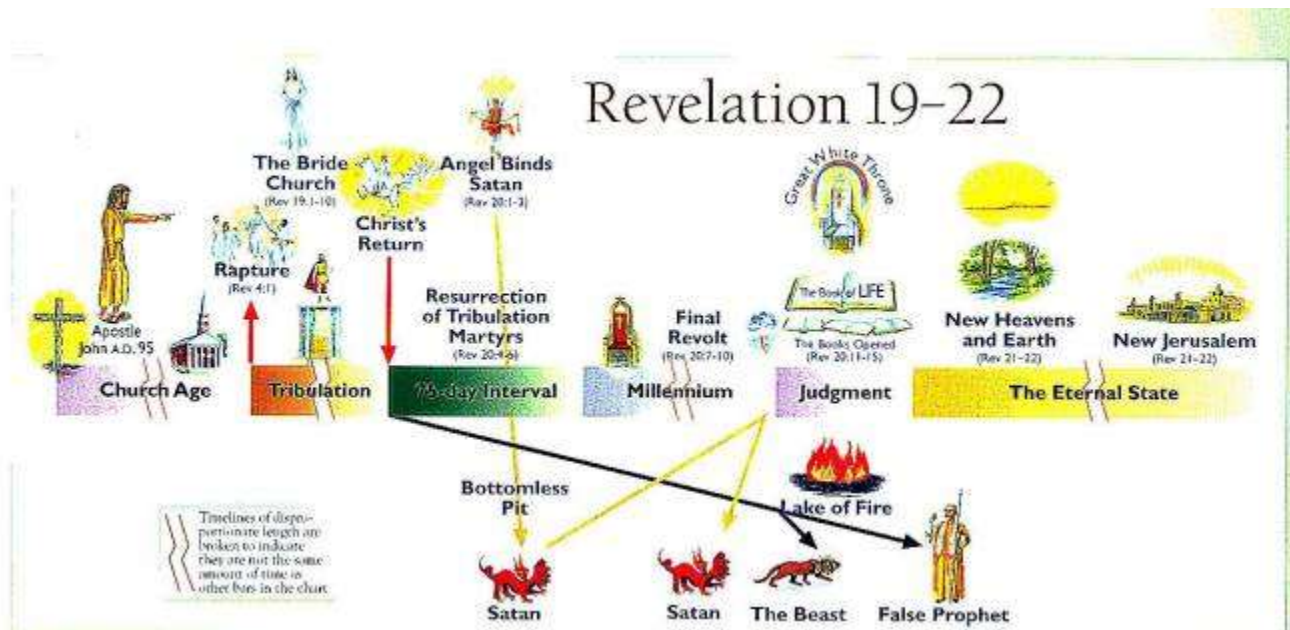 Revelation 19–22
The Bride
Church
(Rev 19:1-10)
Angel Binds
Satan
(Rev 20:1-3)
Great White Throne
Christ's
Return
Rapture
(Rev 4:1)
Apostle
John A.D. 95
Resurrection
of Tribulation
Martyrs
(Rev 20:4-6)
Final
Revolt
(Rev 20:7-10)
The Book of LIFE
The Books Opened
(Rev 20:11-15)
New Heavens
and Earth
(Rev 21–22)
New Jerusalem
(Rev 21–22)
Church Age
Tribulation
75-day Interval
Millennium
Judgment
The Eternal State
Bottomless
Pit
Lake of Fire
Timelines of dispro-
portionate length are
broken to indicate
they are not the same
amount of time as
other bars in the chart
Satan
Satan
The Beast
False Prophet